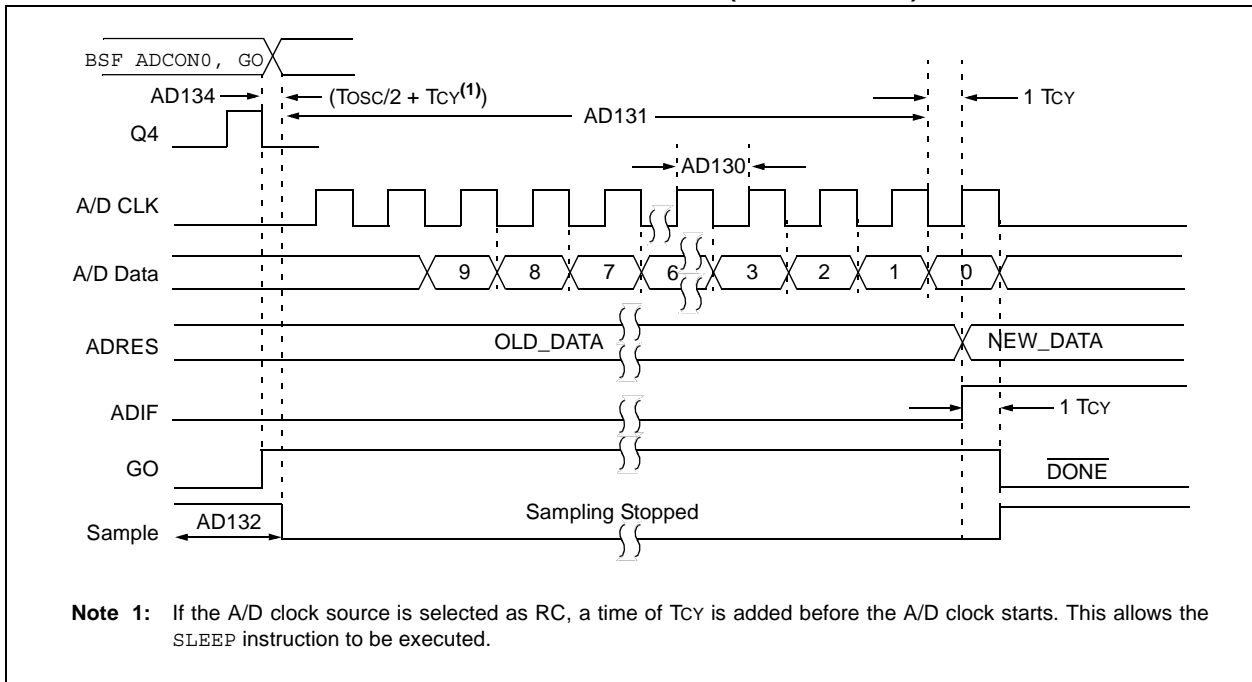 BSF ADCON0, GO
AD134
(TOSC/2 + TCY(1))
1 TCY
AD131
Q4
AD130
A/D CLK
A/D Data
9 8 7 6 3 2 1 0
ADRES
OLD_DATA
NEW_DATA
ADIF
1 TCY
GO
DONE
Sample
AD132
Sampling Stopped
Note 1: If the A/D clock source is selected as RC, a time of TCY is added before the A/D clock starts. This allows the
SLEEP instruction to be executed.